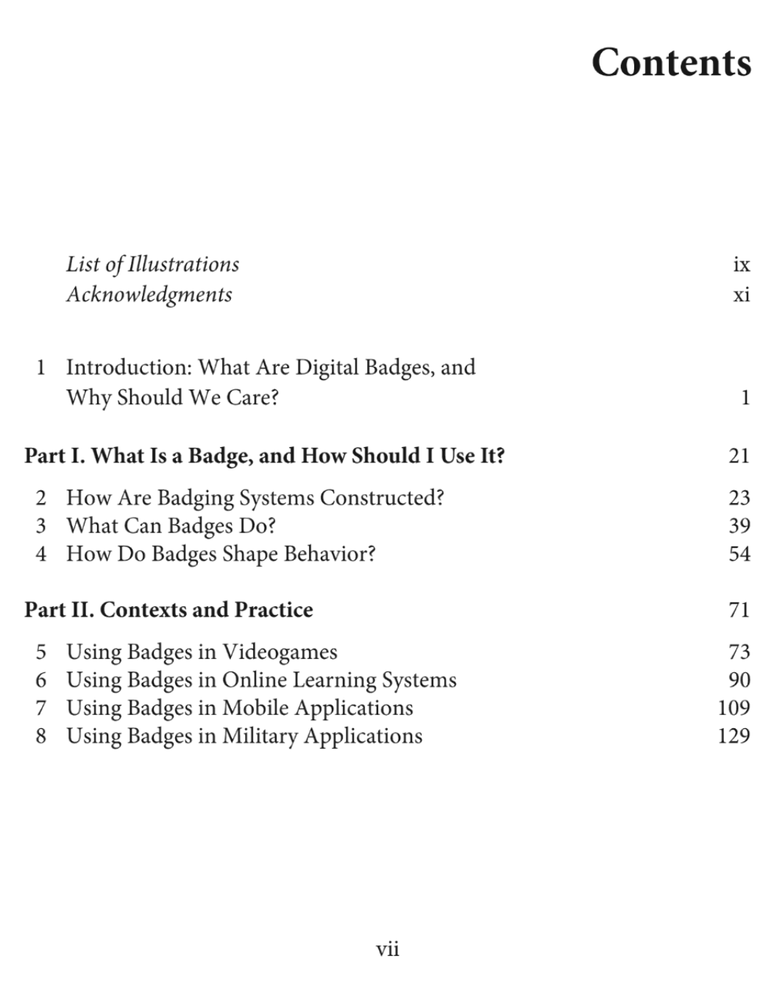 Contents
List of Illustrations ix
Acknowledgments xi
1 Introduction: What Are Digital Badges, and
Why Should We Care? 1
Part I. What Is a Badge, and How Should I Use It? 21
2 How Are Badging Systems Constructed? 23
3 What Can Badges Do? 39
4 How Do Badges Shape Behavior? 54
Part II. Contexts and Practice 71
5 Using Badges in Videogames 73
6 Using Badges in Online Learning Systems 90
7 Using Badges in Mobile Applications 109
8 Using Badges in Military Applications 129
vii